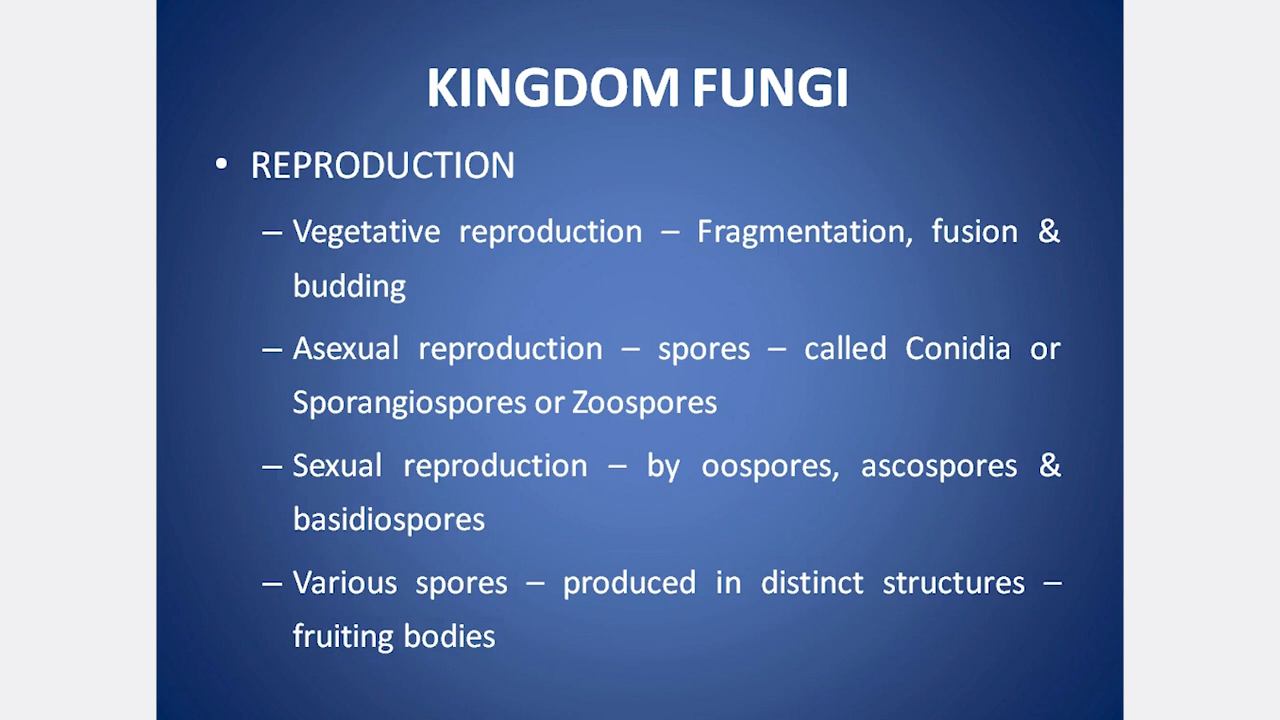 KINGDOM FUNGI
• REPRODUCTION
– Vegetative reproduction – Fragmentation, fusion &
budding
– Asexual reproduction – spores – called Conidia or
Sporangiospores or Zoospores
– Sexual reproduction – by oospores, ascospores &
basidiospores
– Various spores – produced in distinct structures –
fruiting bodies